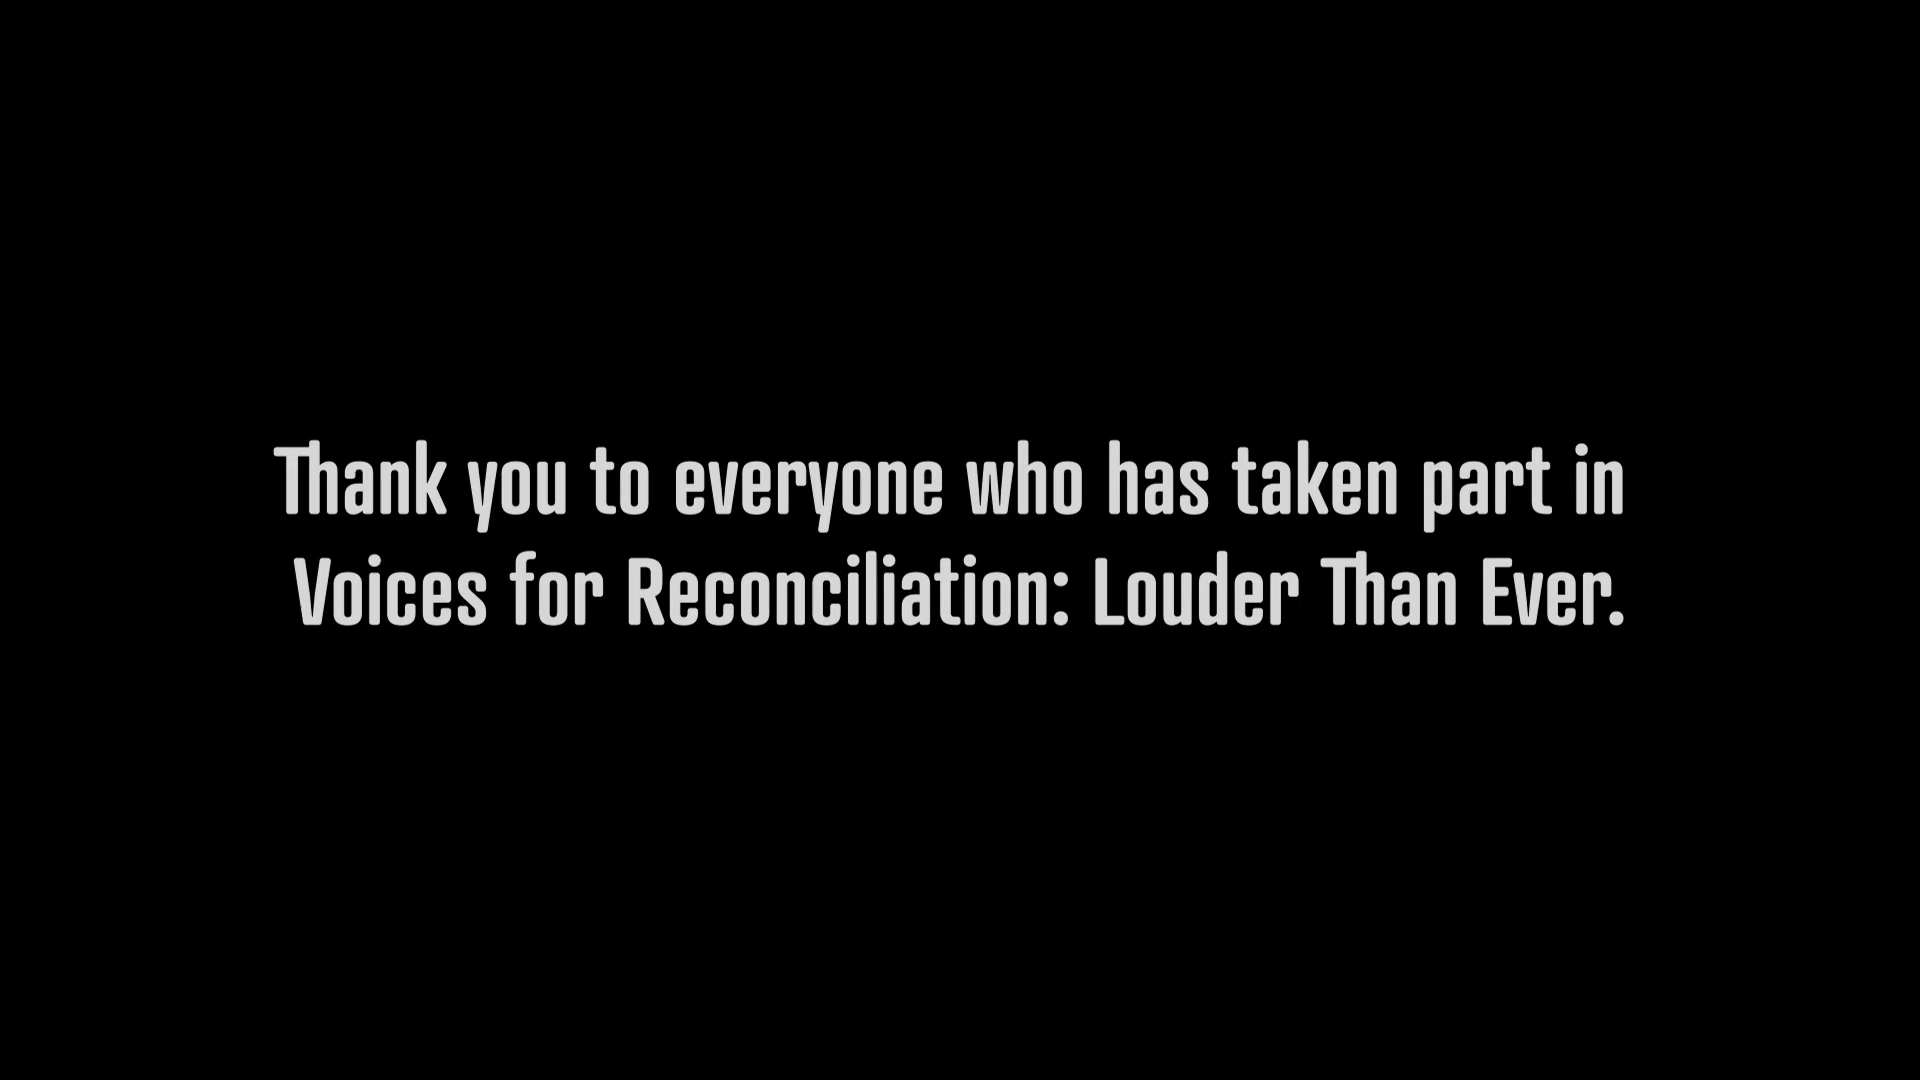 Thank you to everyone who has taken part in
Voices for Reconciliation: Louder Than Ever.